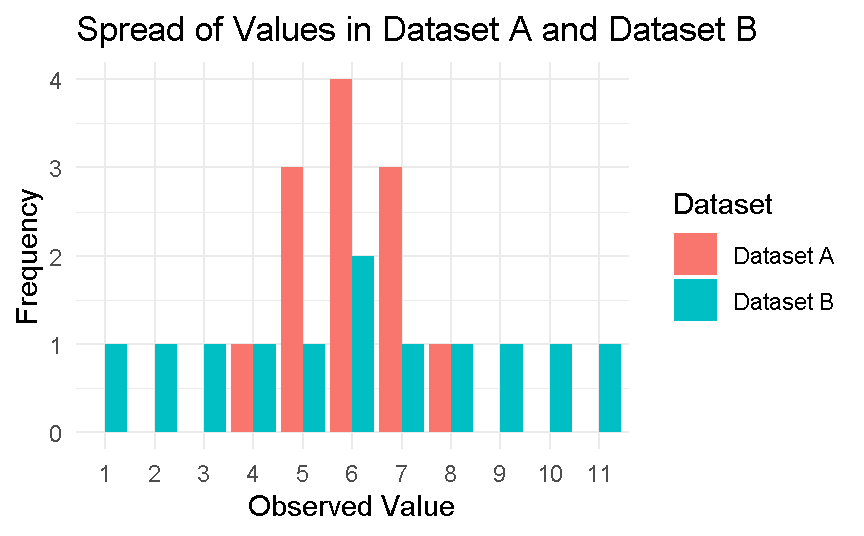 Spread of Values in Dataset A and Dataset B
4
3
2
1
0
Frequency
1 2 3 4 5 6 7 8 9 10 11
Observed Value
Dataset
Dataset A
Dataset B